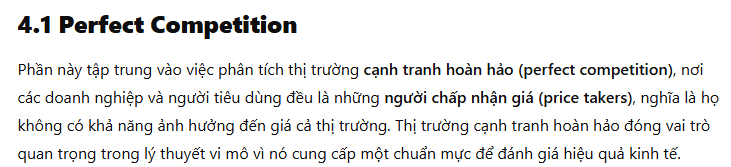 4.1 Perfect Competition
Phần này tập trung vào việc phân tích thị trường cạnh tranh hoàn hảo (perfect competition), nơi
các doanh nghiệp và người tiêu dùng đều là những người chấp nhận giá (price takers), nghĩa là họ
không có khả năng ảnh hưởng đến giá cả thị trường. Thị trường cạnh tranh hoàn hảo đóng vai trò
quan trọng trong lý thuyết vi mô vì nó cung cấp một chuẩn mực để đánh giá hiệu quả kinh tế.